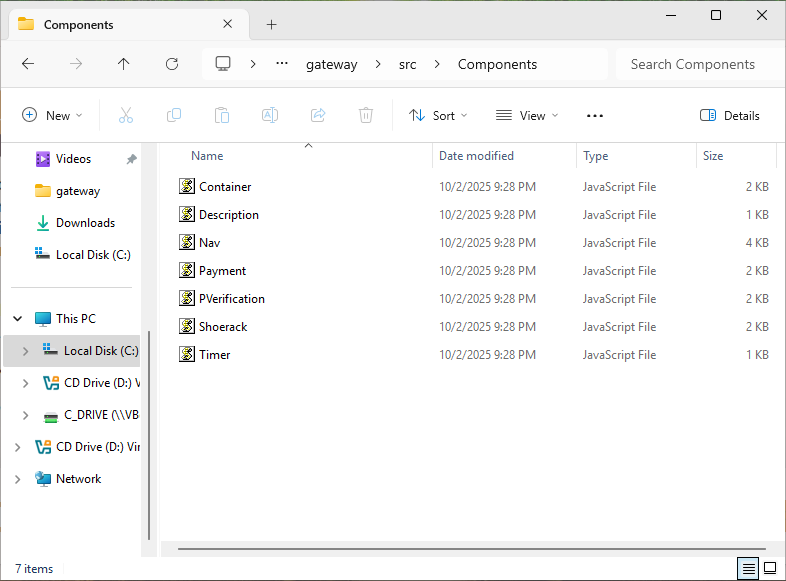 Components
gateway src Components Search Components
New Sort View Details
Videos
gateway
Downloads
Local Disk (C:)
This PC
Local Disk (C:)
CD Drive (D:) V
C_DRIVE (\\VB
CD Drive (D:) Vir
Network
Name Date modified Type Size
Container 10/2/2025 9:28 PM JavaScript File 2 KB
Description 10/2/2025 9:28 PM JavaScript File 1 KB
Nav 10/2/2025 9:28 PM JavaScript File 4 KB
Payment 10/2/2025 9:28 PM JavaScript File 2 KB
PVerification 10/2/2025 9:28 PM JavaScript File 2 KB
Shoerack 10/2/2025 9:28 PM JavaScript File 2 KB
Timer 10/2/2025 9:28 PM JavaScript File 1 KB
7 items